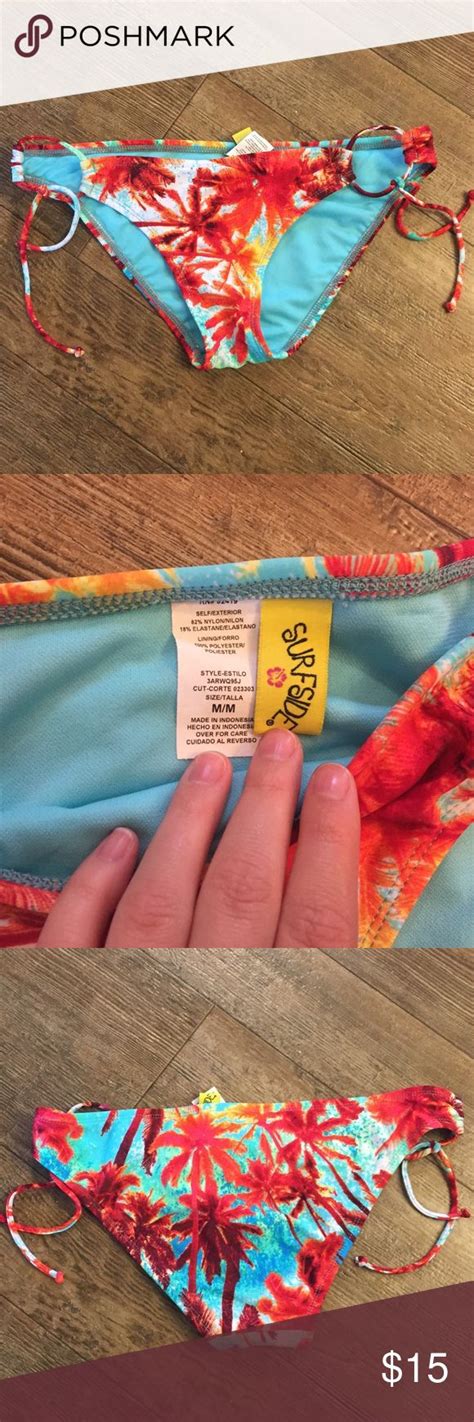 POSHMARK
SELF/EXTERIOR
82% NYLON/NILON
18% ELASTANE/ELASTANO
LINING/FORRO
100% POLYESTER/
POLIESTER
STYLE-ESTILO
3ARWQ95J
CUT-CORTE 023303
SIZE/TALLA
M/M
MADE IN INDONESIA
HECHO EN INDONESI
OVER FOR CARE
CUIDADO AL REVERSO
SURFSIDE
$15